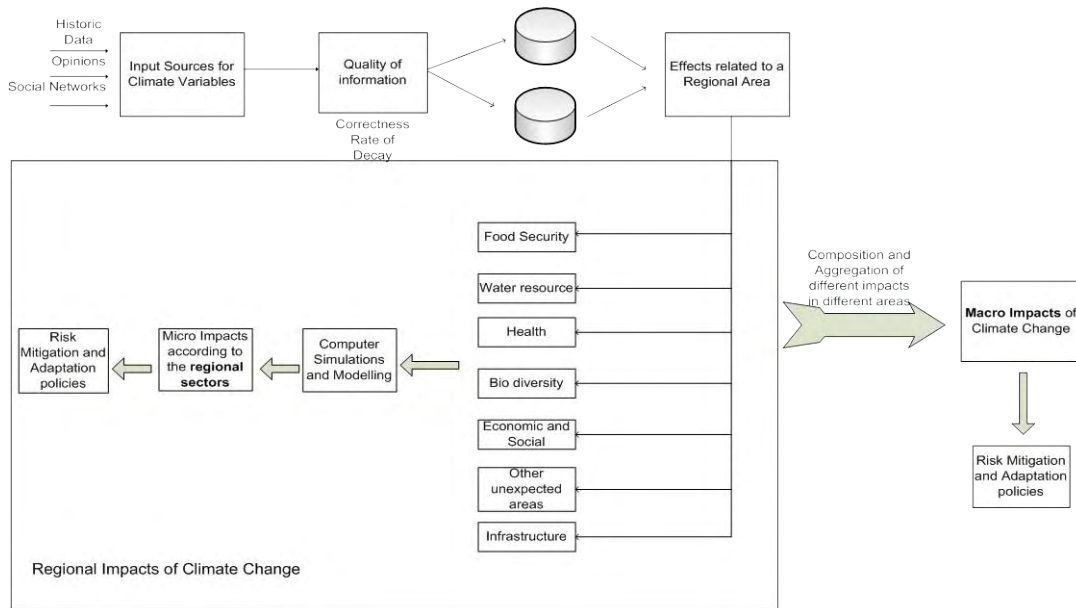 Historic
Data
Opinions
Social Networks
Input Sources for
Climate Variables
Quality of
information
Correctness
Rate of
Decay
Effects related to a
Regional Area
Food Security
Water resource
Health
Bio diversity
Economic and
Social
Other
unexpected
areas
Infrastructure
Computer
Simulations
and Modelling
Micro Impacts
according to
the regional
sectors
Risk
Mitigation and
Adaptation
policies
Regional Impacts of Climate Change
Composition and
Aggregation of
different impacts
in different areas
Macro Impacts of
Climate Change
Risk Mitigation
and Adaptation
policies